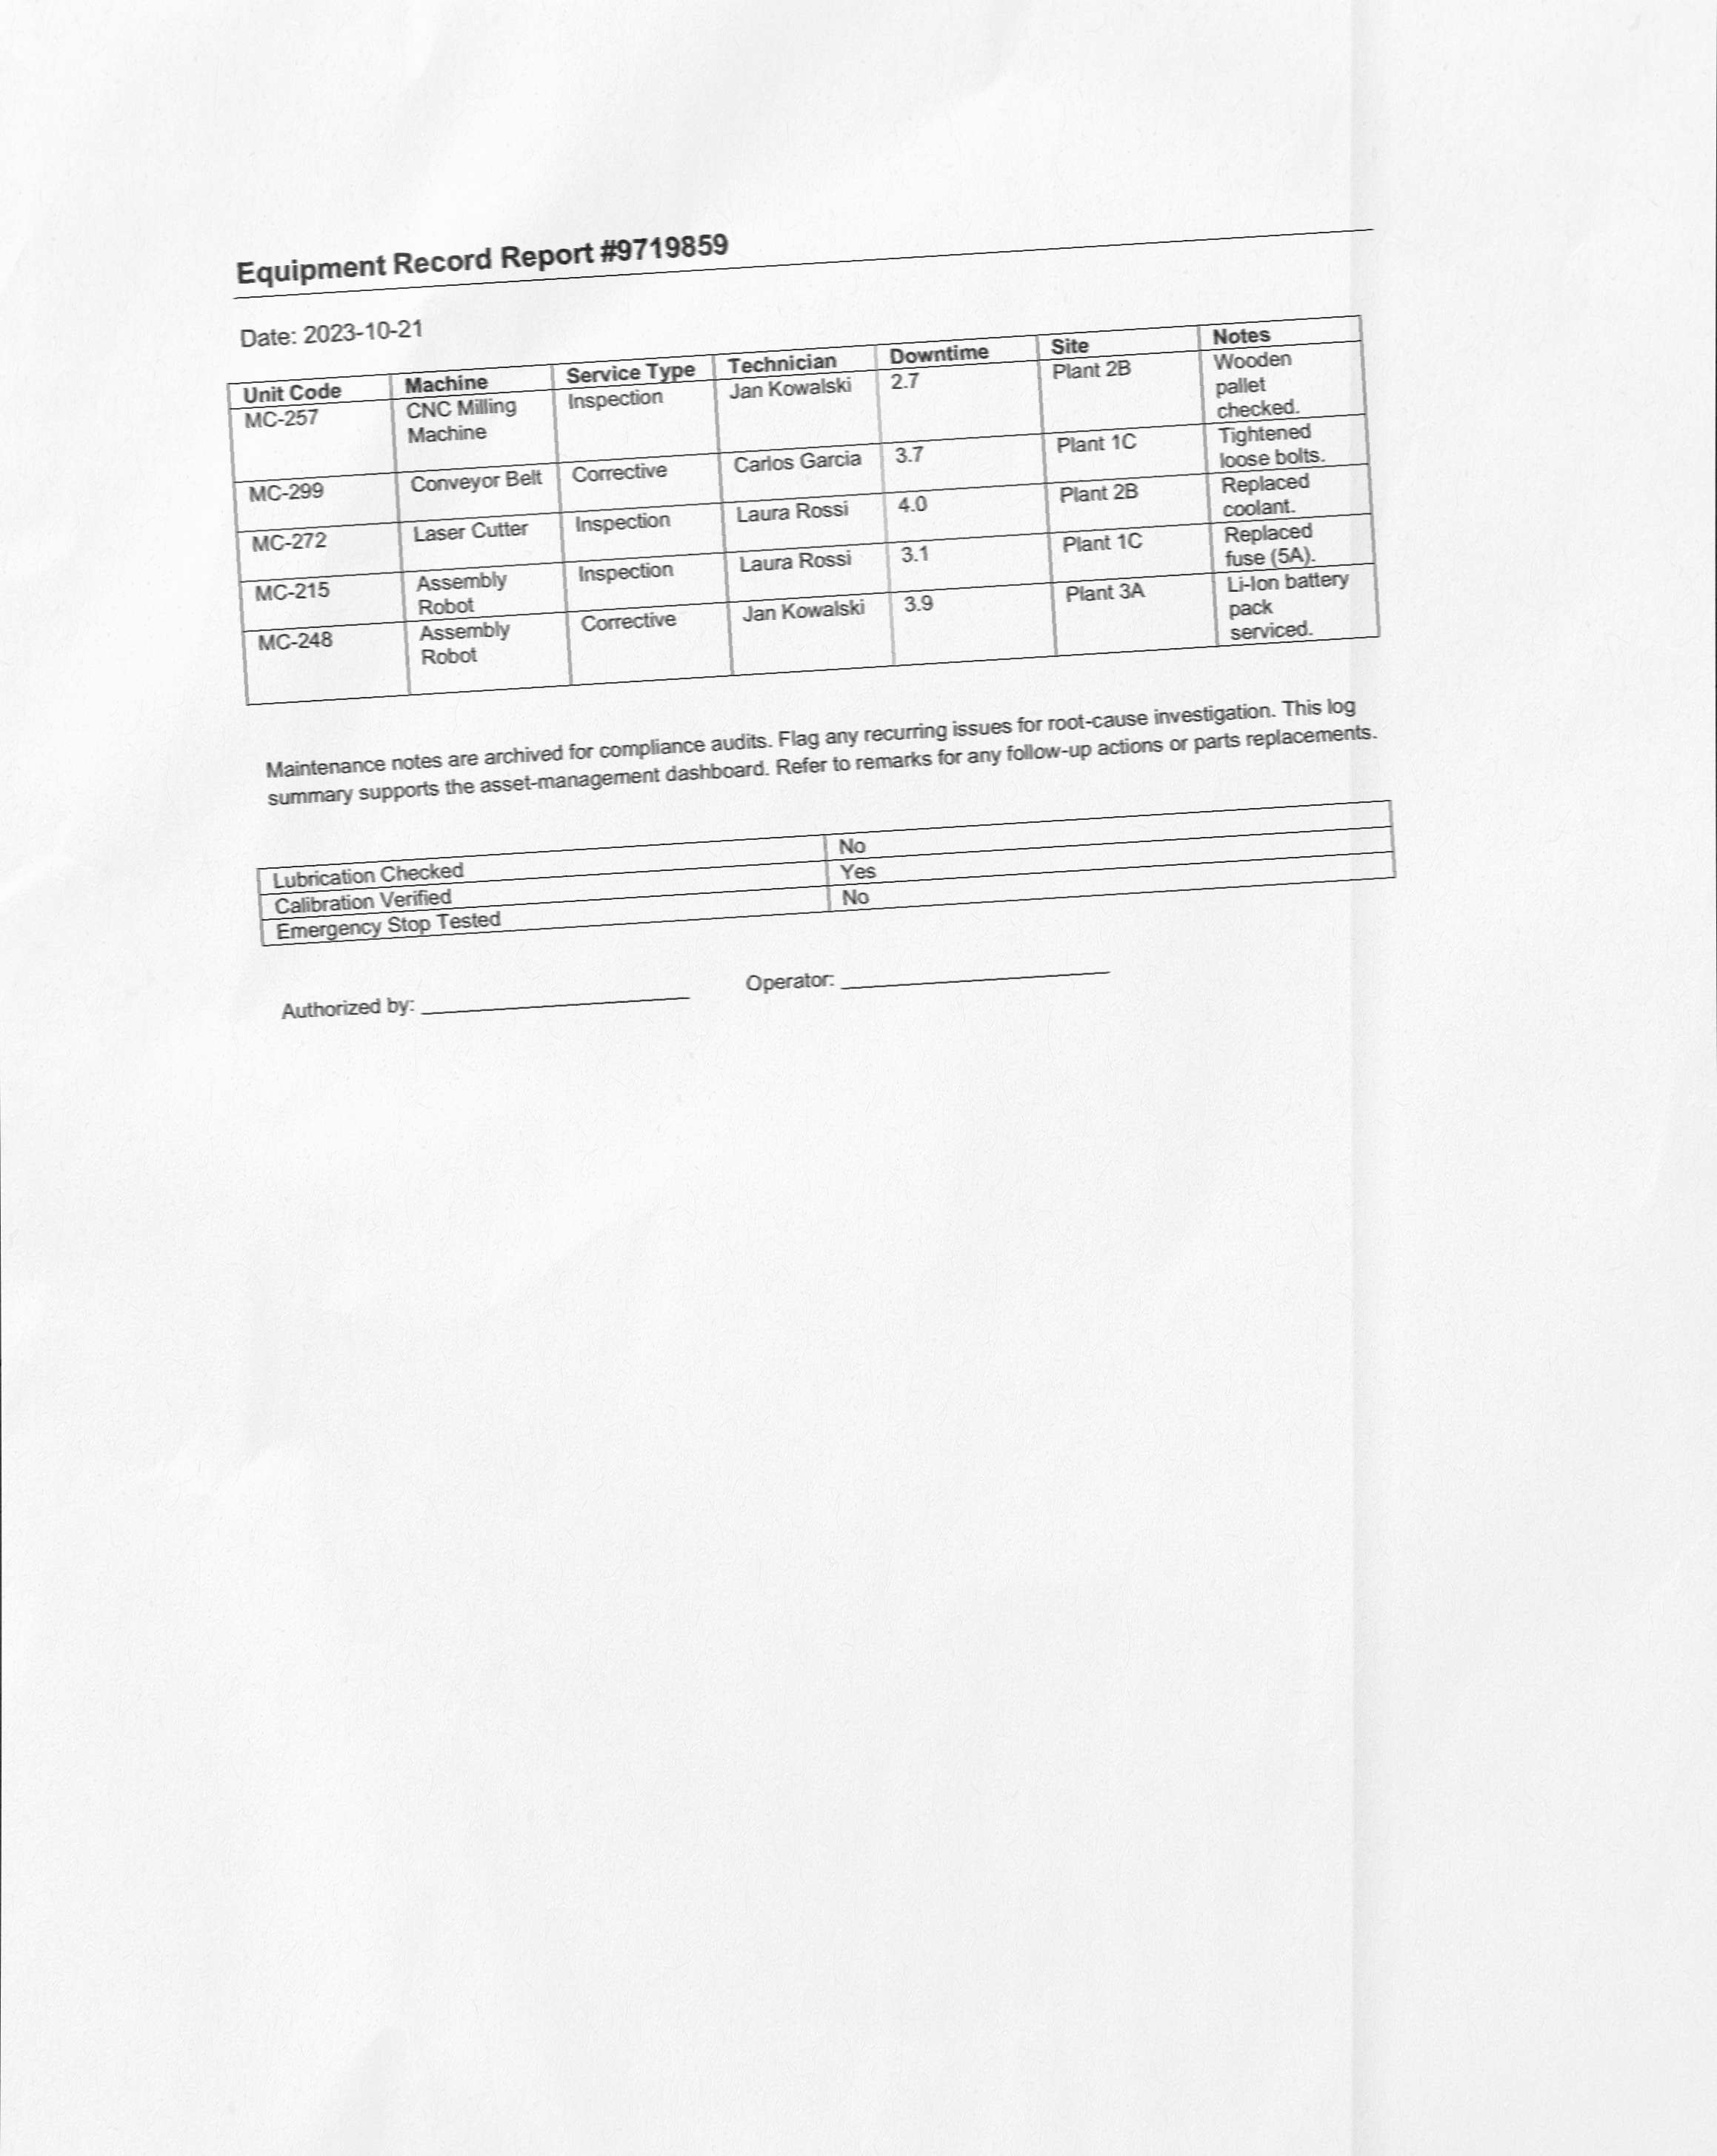 Equipment Record Report #9719859
Date: 2023-10-21
Unit Code Machine Service Type Technician Downtime Site Notes
MC-257 CNC Milling Machine Inspection Jan Kowalski 2.7 Plant 2B Wooden pallet checked.
MC-299 Conveyor Belt Corrective Carlos Garcia 3.7 Plant 1C Tightened loose bolts.
MC-272 Laser Cutter Inspection Laura Rossi 4.0 Plant 2B Replaced coolant.
MC-215 Assembly Robot Inspection Laura Rossi 3.1 Plant 1C Replaced fuse (5A).
MC-248 Assembly Robot Corrective Jan Kowalski 3.9 Plant 3A Li-Ion battery pack serviced.
Maintenance notes are archived for compliance audits. Flag any recurring issues for root-cause investigation. This log
summary supports the asset-management dashboard. Refer to remarks for any follow-up actions or parts replacements.
Lubrication Checked No
Calibration Verified Yes
Emergency Stop Tested No
Authorized by: ____________________ Operator: ____________________